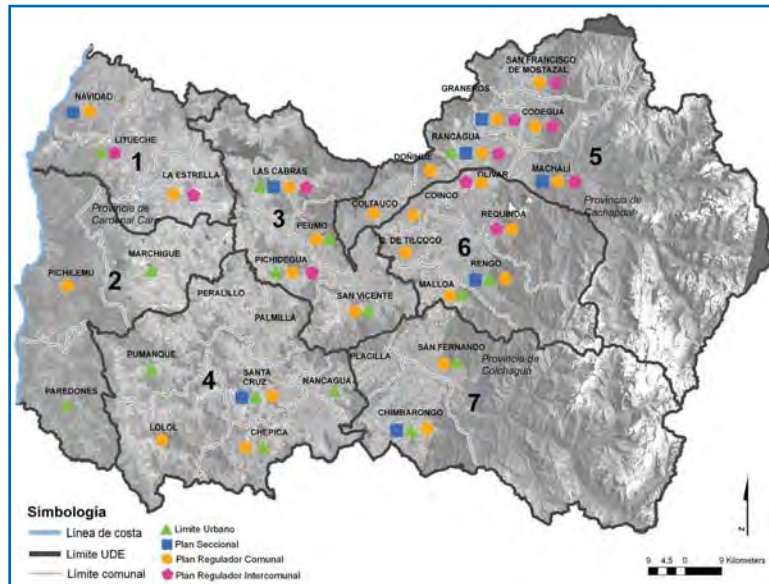 SAN FRANCISCO
DE MOSTAZAL
GRANEROS
NAVIDAD
CODEGUA
LITUECHE
RANCAGUA
1
5
LA ESTRELLA
LAS CABRAS
DOÑIHUE
MACHALÍ
OLIVAR
Provincia de
Cardenal Caro
3
COLTAUCO
COINCO
Provincia de
Cachapoal
REQUINOA
PEUMO
6
Q. DE TILCOCO
MARCHIGUE
PICHIDEGUA
RENGO
2
PICHILEMU
MALLOA
PERALILLO
SAN VICENTE
PALMILLA
PUMANQUE
PLACILLA
SAN FERNANDO
Provincia de
Colchagua
4
SANTA
CRUZ
NANCAGUA
7
PAREDONES
CHIMBARONGO
LOLOL
CHEPICA
Simbología
Línea de costa
Límite UDE
Límite comunal
Limite Urbano
Plan Seccional
Plan Regulador Comunal
Plan Regulador Intercomunal
9 4.5 0 9 Kilometers